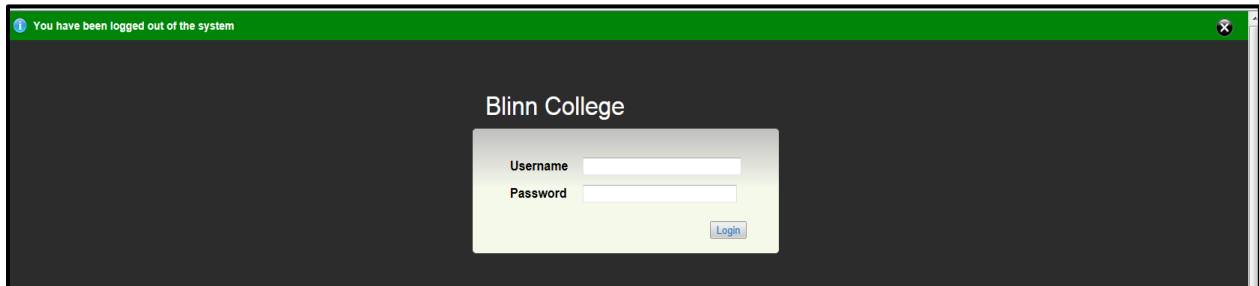 You have been logged out of the system
Blinn College
Username
Password
Login